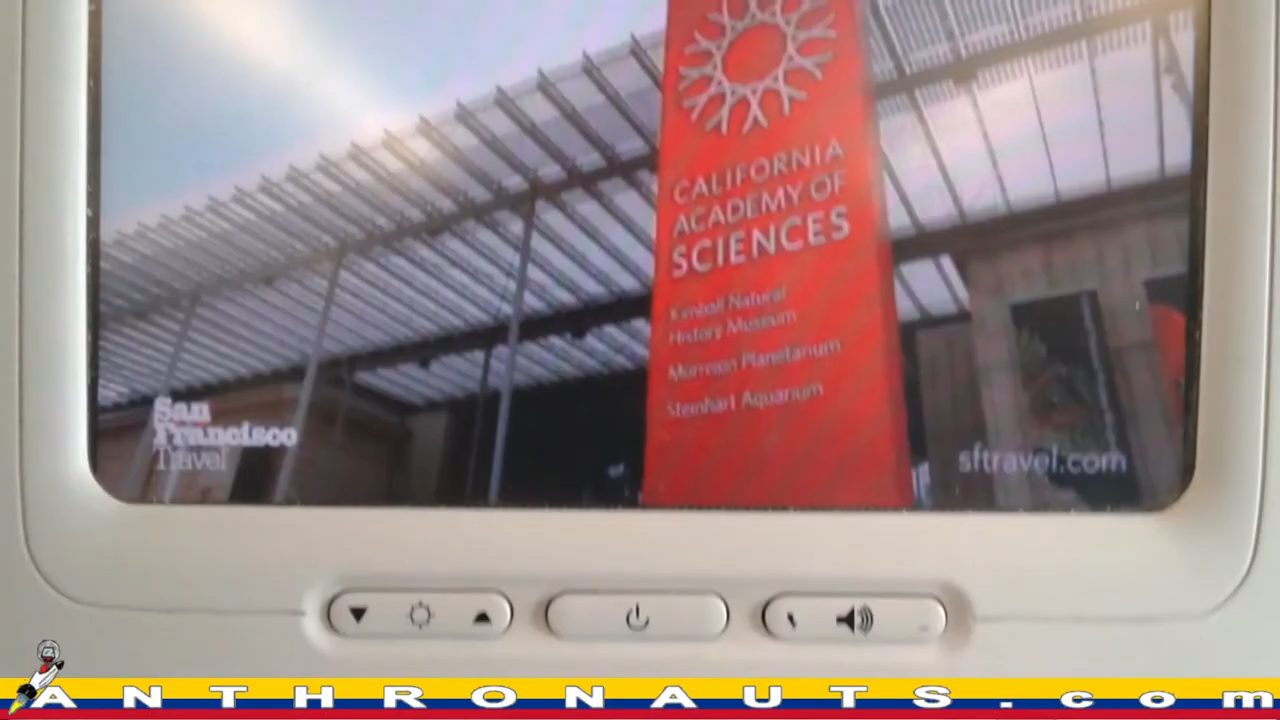 CALIFORNIA
ACADEMY OF
SCIENCES
Kimball Natural
History Museum
Morrison Planetarium
Steinhart Aquarium
San
Francisco
Travel
sftravel.com
ANTHRONAUTS.com